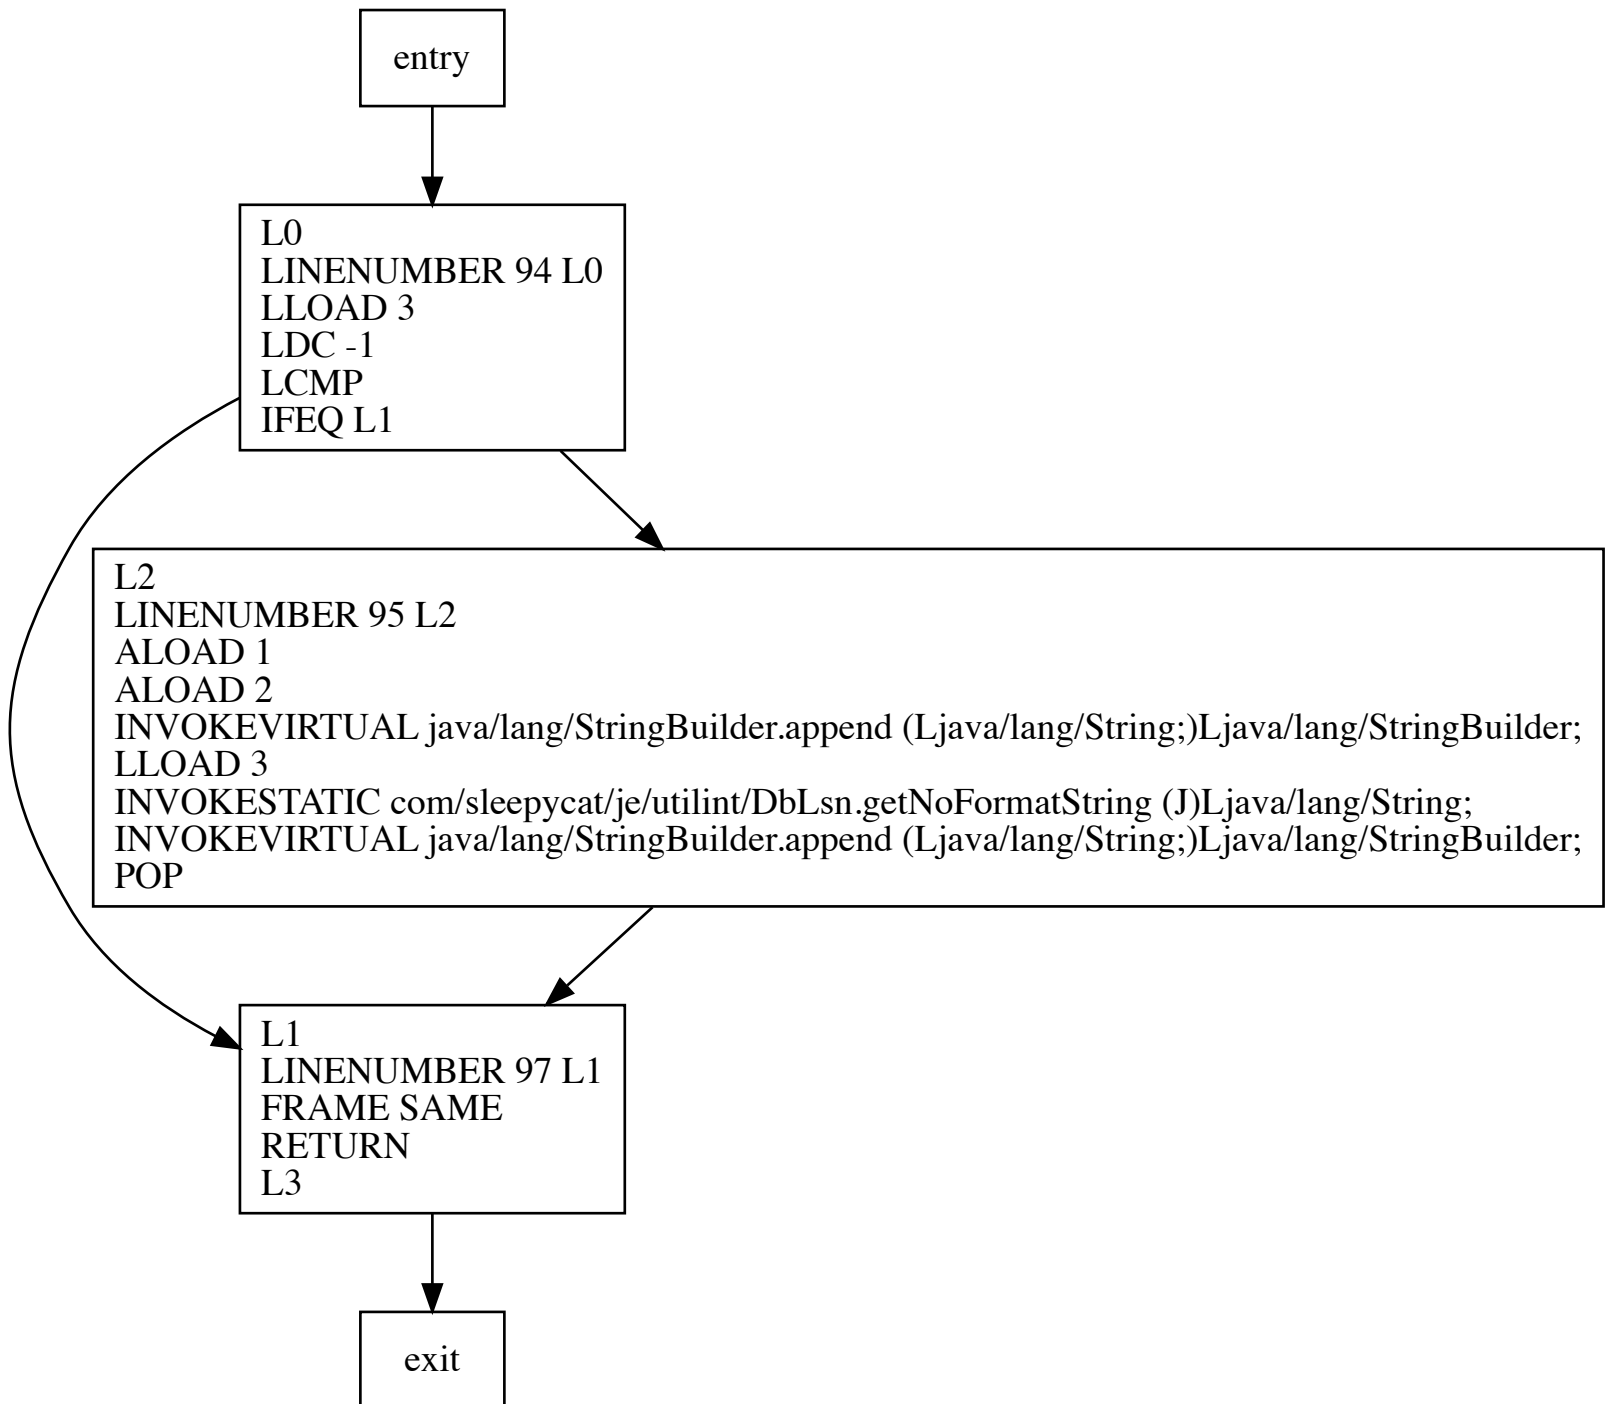 entry
L0
LINENUMBER 94 L0
LLOAD 3
LDC -1
LCMP
IFEQ L1
L2
LINENUMBER 95 L2
ALOAD 1
ALOAD 2
INVOKEVIRTUAL java/lang/StringBuilder.append (Ljava/lang/String;)Ljava/lang/StringBuilder;
LLOAD 3
INVOKESTATIC com/sleepycat/je/utilint/DbLsn.getNoFormatString (J)Ljava/lang/String;
INVOKEVIRTUAL java/lang/StringBuilder.append (Ljava/lang/String;)Ljava/lang/StringBuilder;
POP
L1
LINENUMBER 97 L1
FRAME SAME
RETURN
L3
exit